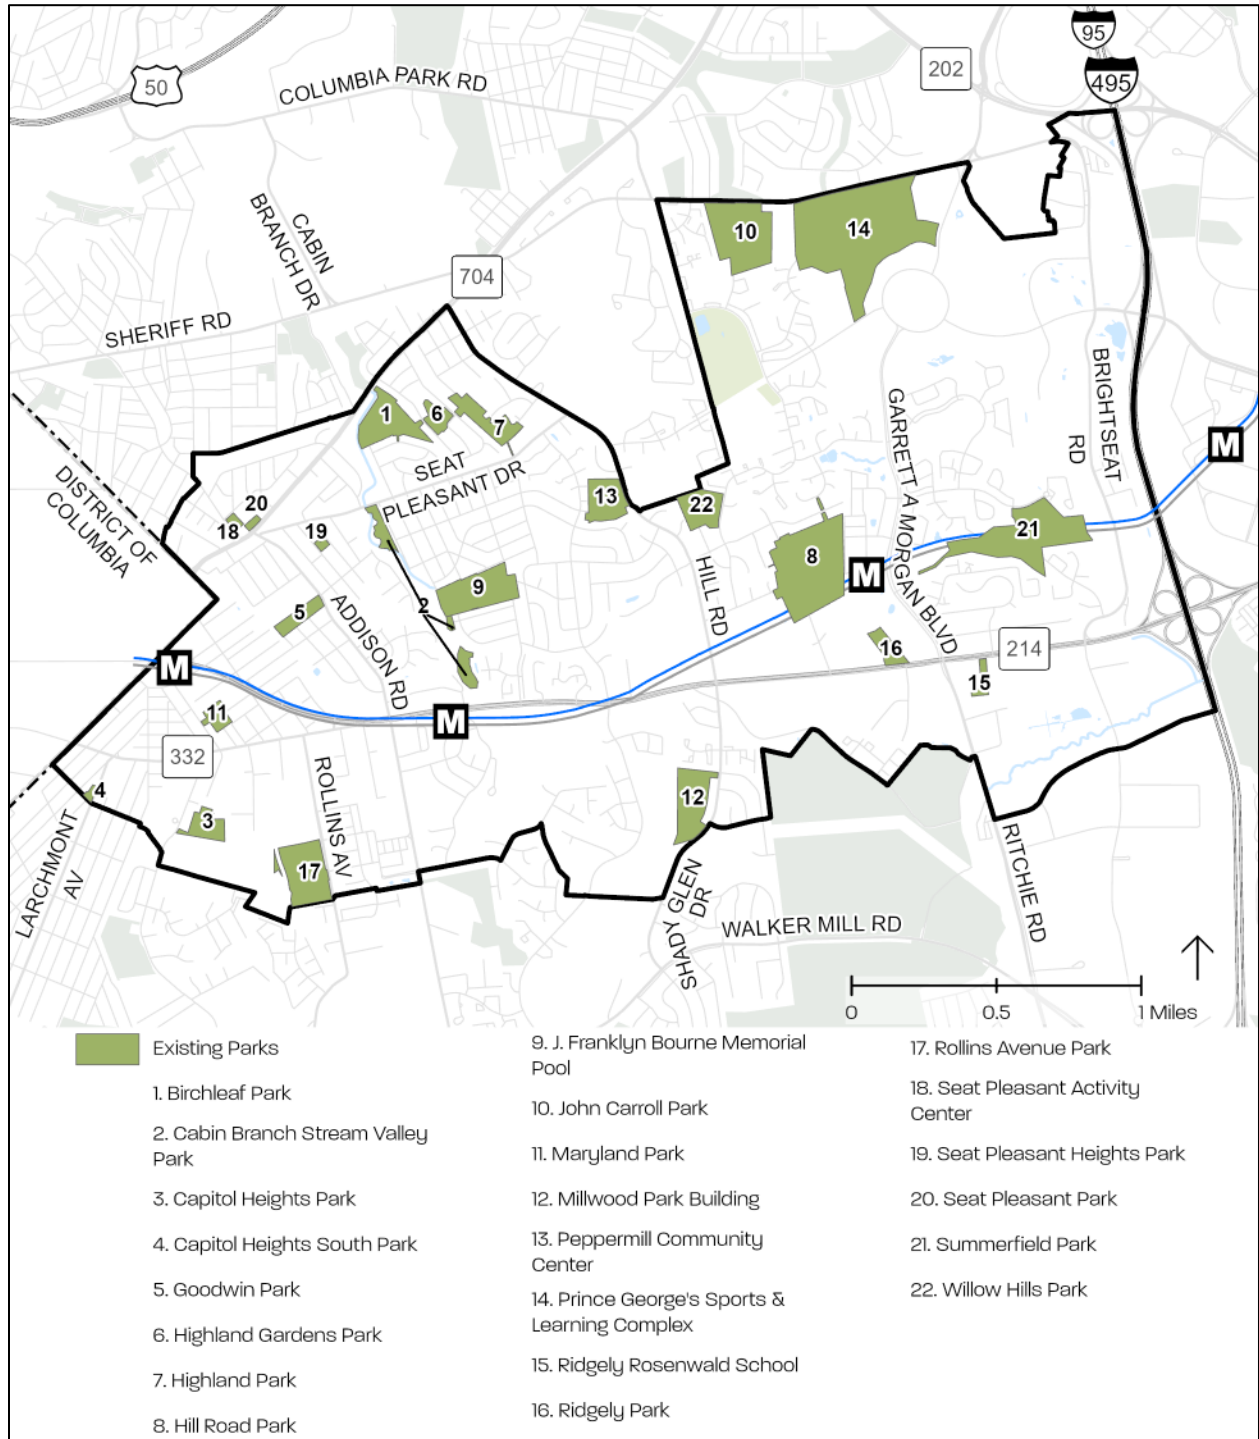 95
495
202
50
COLUMBIA PARK RD
CABIN
BRANCH DR
10
14
704
SHERIFF RD
BRIGHTSEAT
RD
GARRETT A MORGAN BLVD
1
6
7
SEAT
PLEASANT DR
M
DISTRICT OF
COLUMBIA
13
22
20
18
19
21
8
M
HILL RD
9
2
5
ADDISON RD
16
214
15
M
M
11
332
ROLLINS AV
4
3
12
LARCHMONT
AV
17
SHADY GLEN
DR
RITCHIE RD
WALKER MILL RD
0
0.5
1 Miles
Existing Parks
1. Birchleaf Park
2. Cabin Branch Stream Valley
Park
3. Capitol Heights Park
4. Capitol Heights South Park
5. Goodwin Park
6. Highland Gardens Park
7. Highland Park
8. Hill Road Park
9. J. Franklyn Bourne Memorial
Pool
10. John Carroll Park
11. Maryland Park
12. Millwood Park Building
13. Peppermill Community
Center
14. Prince George's Sports &
Learning Complex
15. Ridgely Rosenwald School
16. Ridgely Park
17. Rollins Avenue Park
18. Seat Pleasant Activity
Center
19. Seat Pleasant Heights Park
20. Seat Pleasant Park
21. Summerfield Park
22. Willow Hills Park